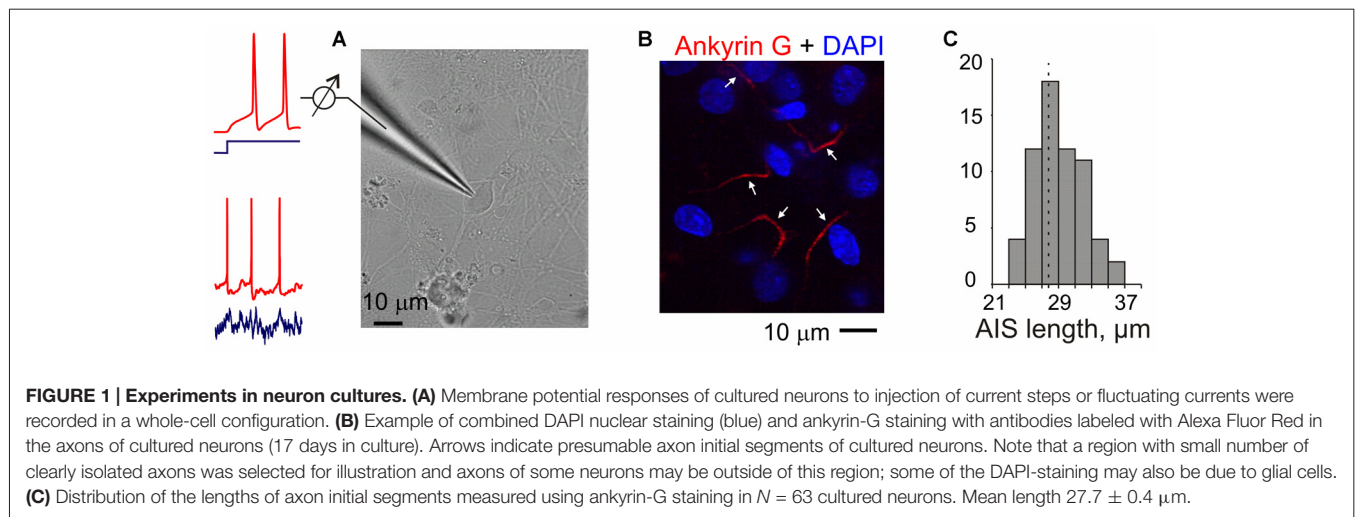 A
10 µm
B
Ankyrin G + DAPI
10 µm
C
20
15
10
5
0
21 29 37
AIS length, µm
FIGURE 1 | Experiments in neuron cultures. (A) Membrane potential responses of cultured neurons to injection of current steps or fluctuating currents were
recorded in a whole-cell configuration. (B) Example of combined DAPI nuclear staining (blue) and ankyrin-G staining with antibodies labeled with Alexa Fluor Red in
the axons of cultured neurons (17 days in culture). Arrows indicate presumable axon initial segments of cultured neurons. Note that a region with small number of
clearly isolated axons was selected for illustration and axons of some neurons may be outside of this region; some of the DAPI-staining may also be due to glial cells.
(C) Distribution of the lengths of axon initial segments measured using ankyrin-G staining in N = 63 cultured neurons. Mean length 27.7 ± 0.4 µm.